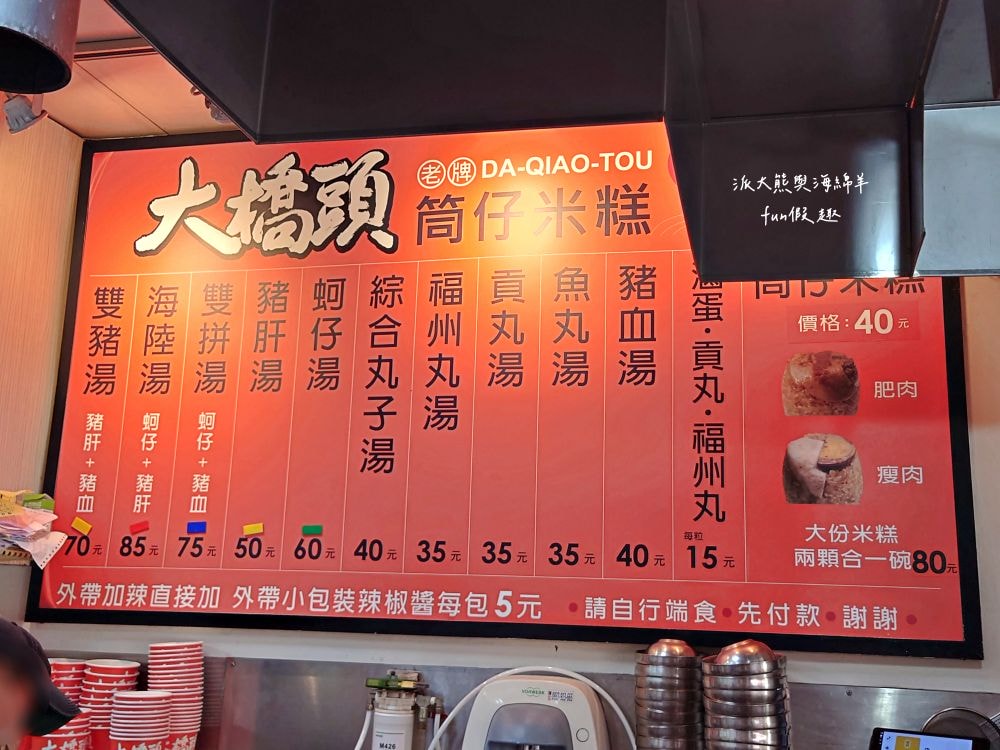 大橋頭
老牌 DA-QIAO-TOU
筒仔米糕
派大熊與海綿羊
fun假趣
雙豬湯
豬肝+豬血
70元
海陸湯
蚵仔+豬肝
85元
雙拼湯
蚵仔+豬血
75元
豬肝湯
50元
蚵仔湯
60元
綜合丸子湯
40元
福州丸湯
35元
貢丸湯
35元
魚丸湯
35元
豬血湯
40元
滷蛋·貢丸·福州丸
每粒
15元
筒仔米糕
價格:40元
肥肉
瘦肉
大份米糕
兩顆合一碗80元
外帶加辣直接加 外帶小包裝辣椒醬每包5元 •請自行端食•先付款•謝謝•
M426